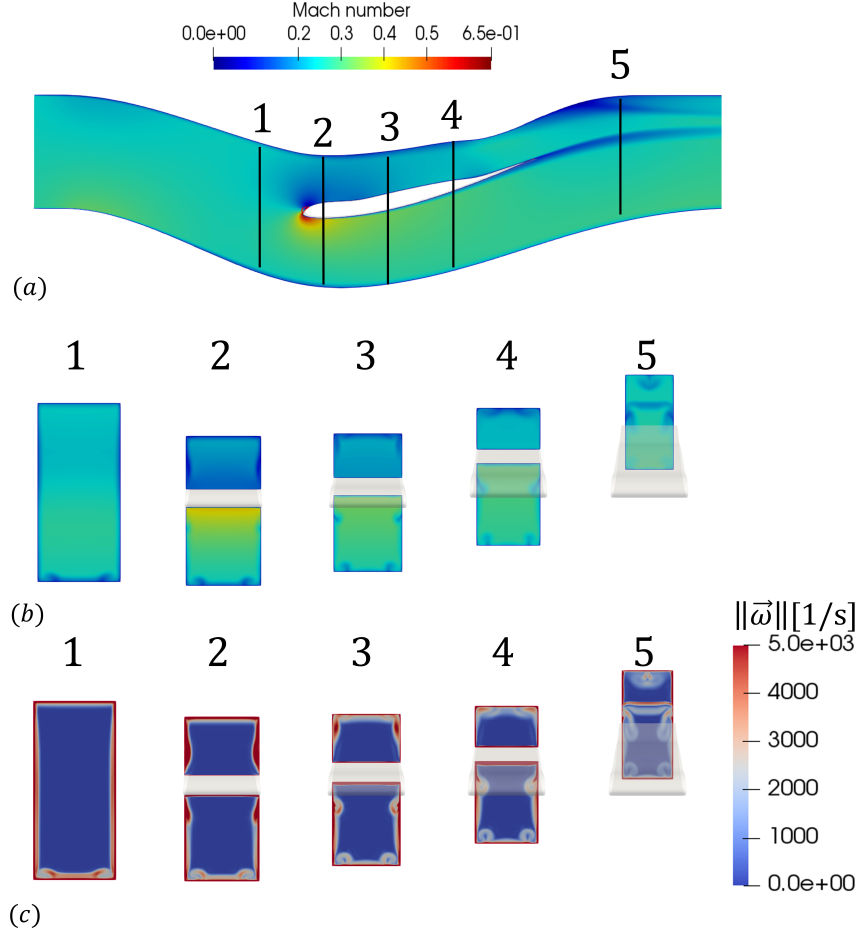 Mach number
0.0e+00 0.2 0.3 0.4 0.5 6.5e-01
1 2 3 4 5
(a)
1 2 3 4 5
(b)
‖ω⃗‖[1/s]
1 2 3 4 5
5.0e+03
4000
3000
2000
1000
0.0e+00
(c)